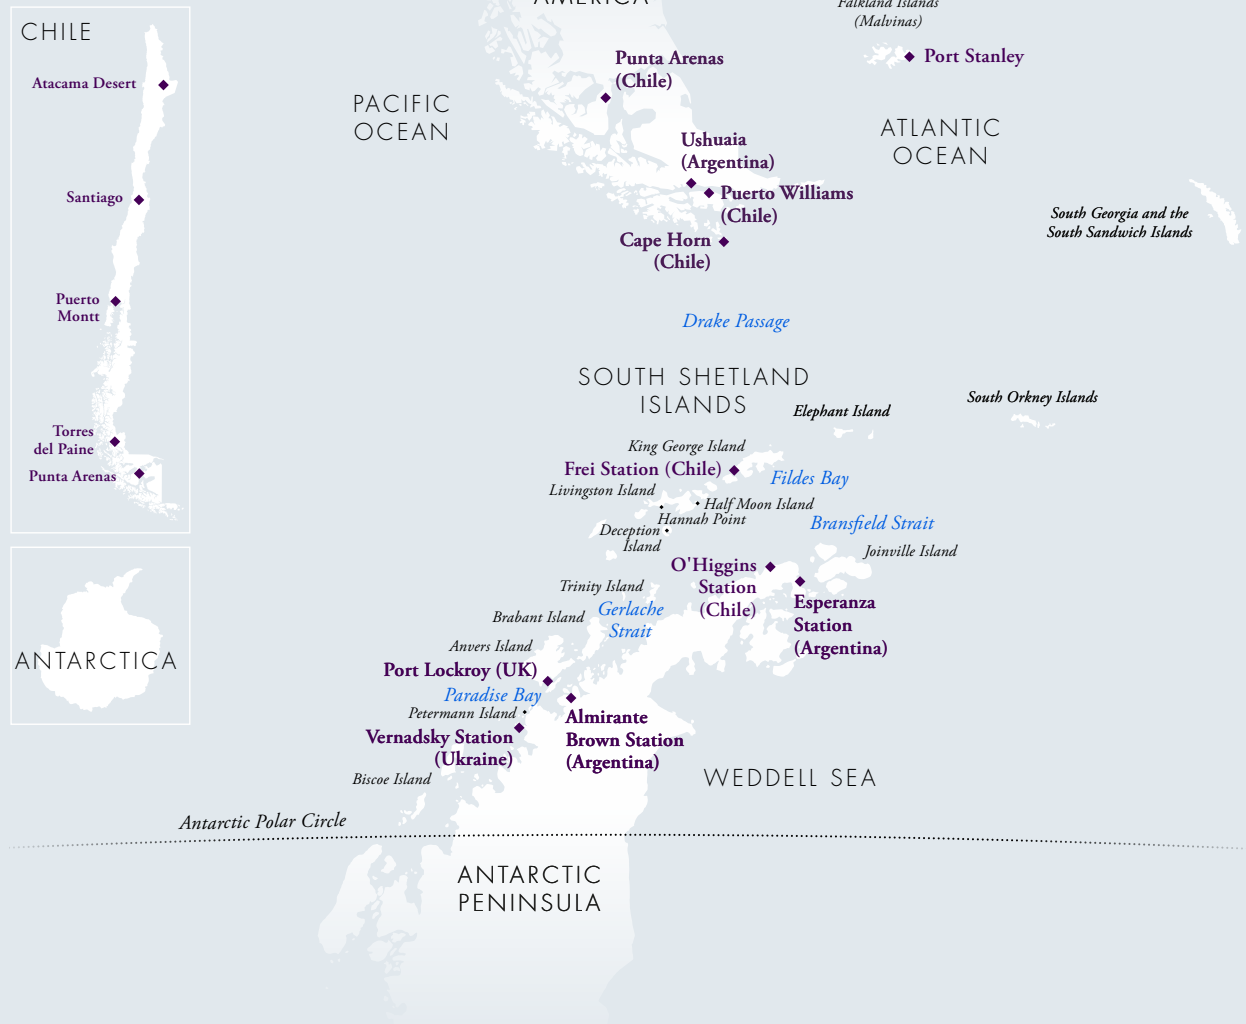 AMERICA
Falkland Islands
(Malvinas)
CHILE
Atacama Desert
Santiago
Puerto
Montt
Torres
del Paine
Punta Arenas
ANTARCTICA
Punta Arenas
(Chile)
Port Stanley
PACIFIC
OCEAN
ATLANTIC
OCEAN
Ushuaia
(Argentina)
Puerto Williams
(Chile)
Cape Horn
(Chile)
South Georgia and the
South Sandwich Islands
Drake Passage
SOUTH SHETLAND
ISLANDS
Elephant Island
South Orkney Islands
King George Island
Frei Station (Chile)
Fildes Bay
Livingston Island
Half Moon Island
Hannah Point
Deception
Island
Bransfield Strait
Joinville Island
O'Higgins
Station
(Chile)
Esperanza
Station
(Argentina)
Trinity Island
Gerlache
Strait
Brabant Island
Anvers Island
Port Lockroy (UK)
Paradise Bay
Petermann Island
Almirante
Brown Station
(Argentina)
Vernadsky Station
(Ukraine)
Biscoe Island
WEDDELL SEA
Antarctic Polar Circle
ANTARCTIC
PENINSULA